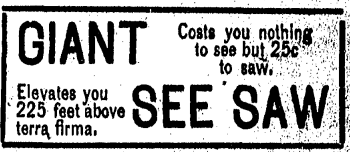 GIANT
Costs you nothing
to see but 25c
to saw.
Elevates you
225 feet above
terra firma.
SEE SAW